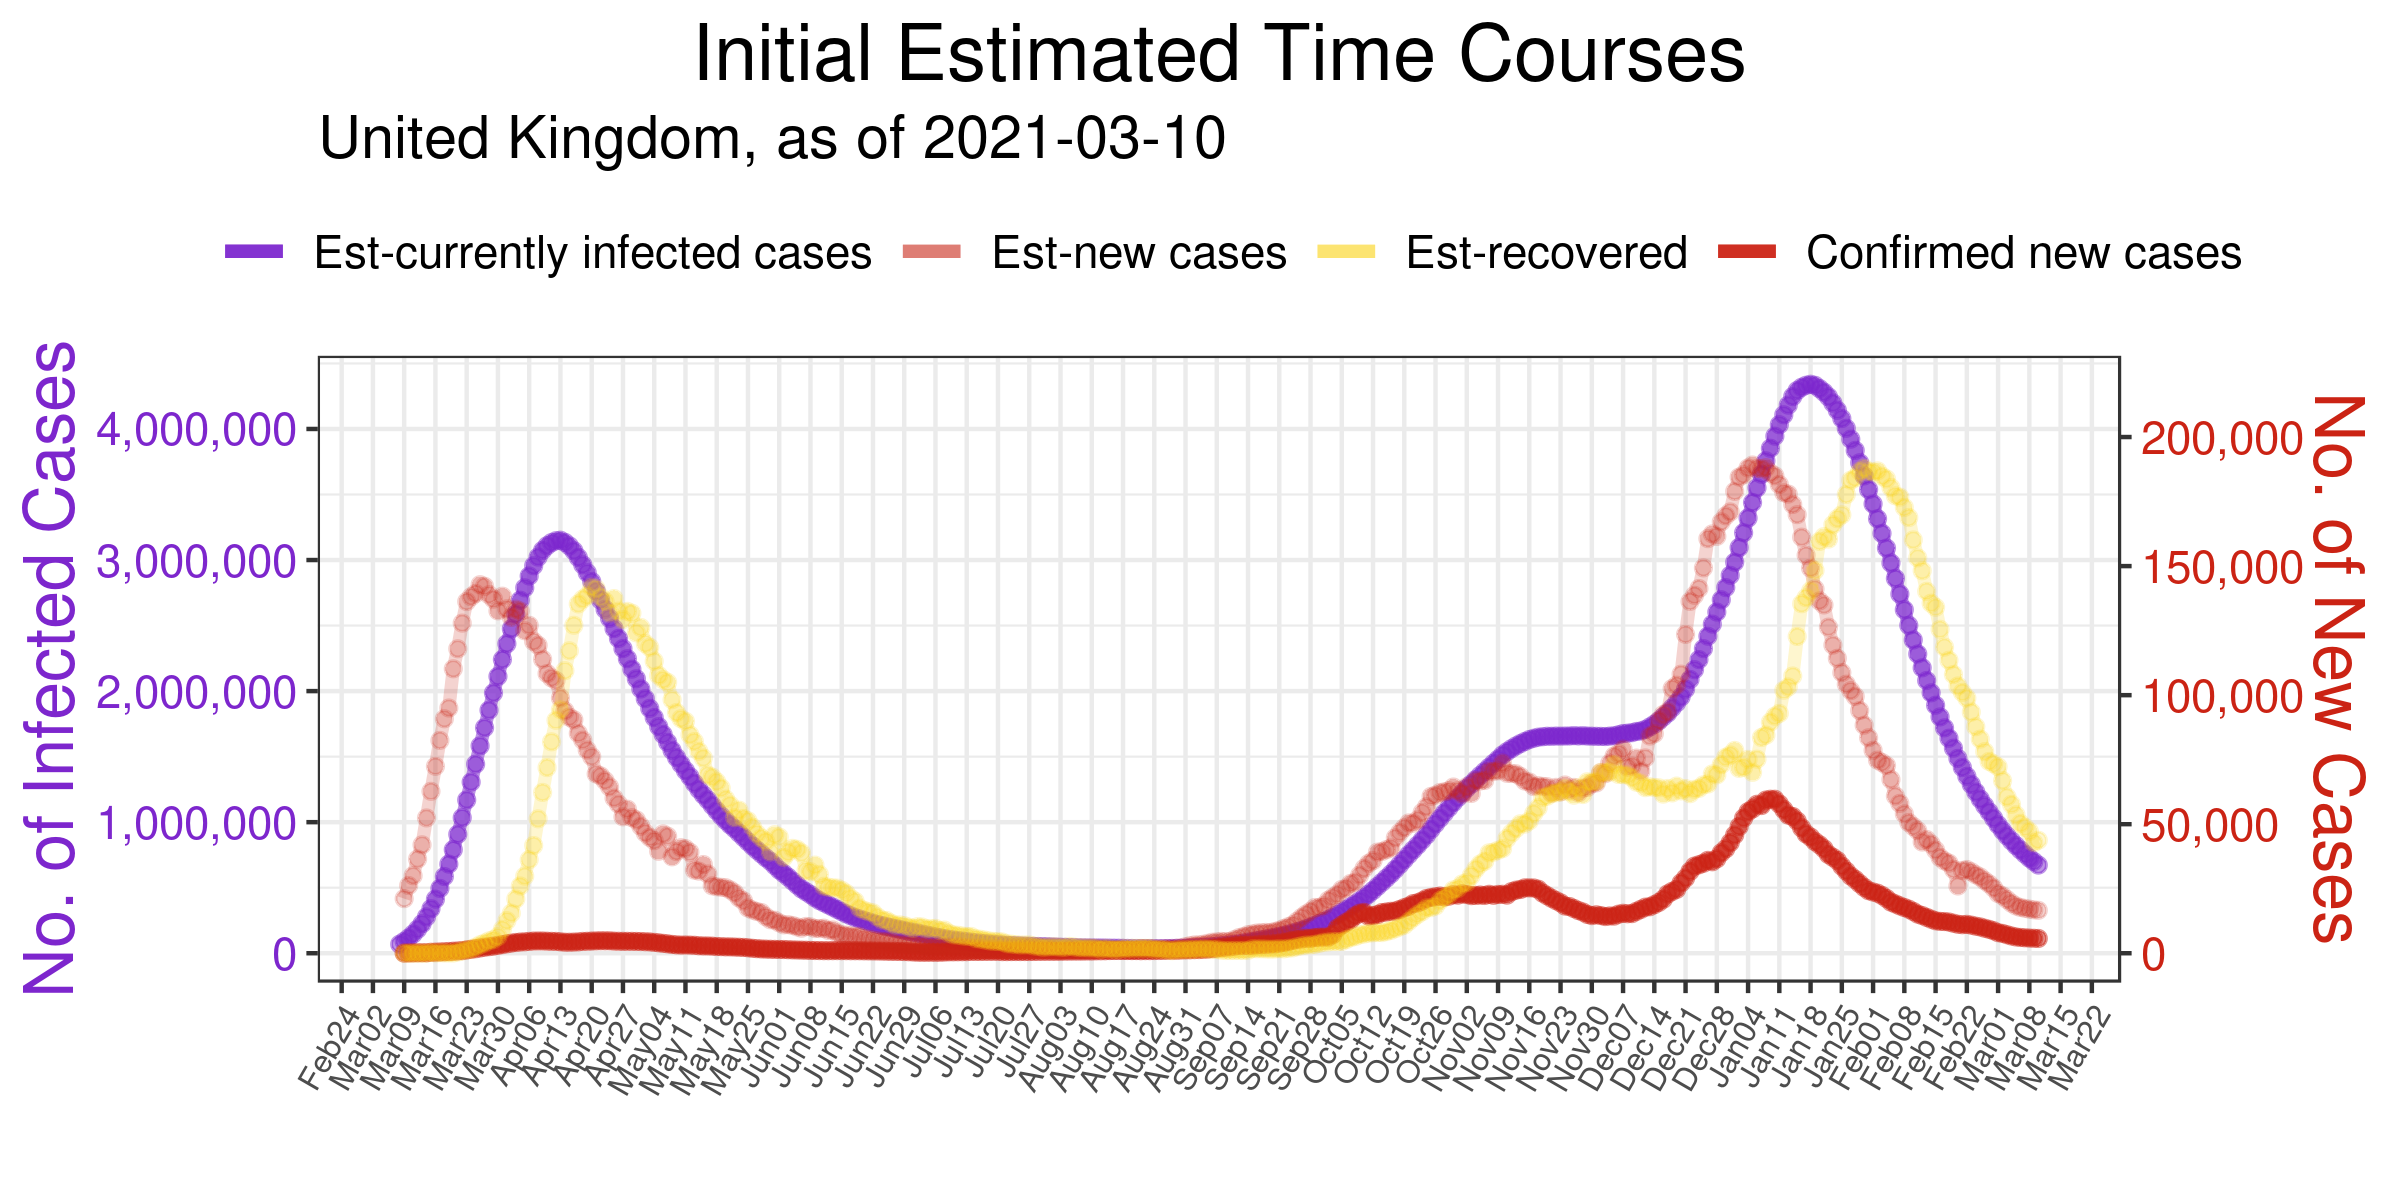 Initial Estimated Time Courses
United Kingdom, as of 2021-03-10
Est-currently infected cases Est-new cases Est-recovered Confirmed new cases
No. of Infected Cases
4,000,000
3,000,000
2,000,000
1,000,000
0
200,000
150,000
100,000
50,000
0
No. of New Cases
Feb24 Mar02 Mar09 Mar16 Mar23 Mar30 Apr06 Apr13 Apr20 Apr27 May04 May11 May18 May25 Jun01 Jun08 Jun15 Jun22 Jun29 Jul06 Jul13 Jul20 Jul27 Aug03 Aug10 Aug17 Aug24 Aug31 Sep07 Sep14 Sep21 Sep28 Oct05 Oct12 Oct19 Oct26 Nov02 Nov09 Nov16 Nov23 Nov30 Dec07 Dec14 Dec21 Dec28 Jan04 Jan11 Jan18 Jan25 Feb01 Feb08 Feb15 Feb22 Mar01 Mar08 Mar15 Mar22